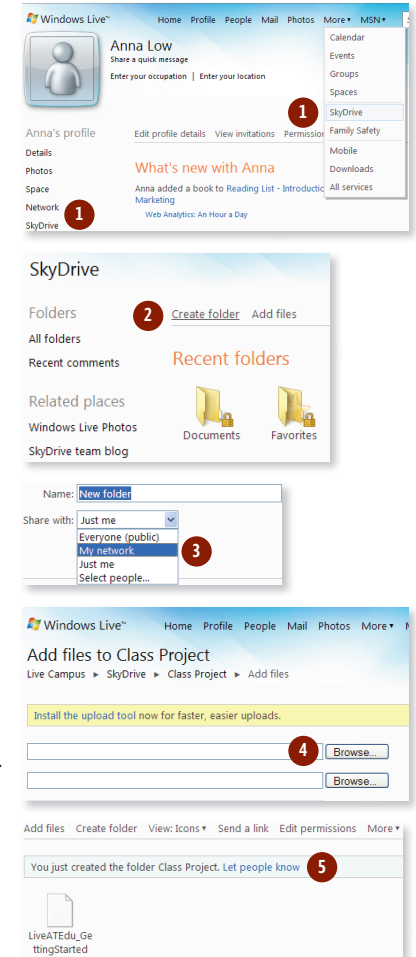 Windows Live™ Home Profile People Mail Photos More MSN
Calendar
Events
Groups
Spaces
SkyDrive
Family Safety
Mobile
Downloads
All services
Anna Low
Share a quick message
Enter your occupation | Enter your location
1
Anna's profile
Details
Photos
Space
Network
SkyDrive
1
Edit profile details View invitations Permission
What's new with Anna
Anna added a book to Reading List - Introductio
Marketing
Web Analytics: An Hour a Day
SkyDrive
Folders
All folders
Recent comments
Related places
Windows Live Photos
SkyDrive team blog
2 Create folder Add files
Recent folders
Documents Favorites
Name: New folder
Share with: Just me
Everyone (public)
My network
Just me
Select people...
3
Windows Live™ Home Profile People Mail Photos More
Add files to Class Project
Live Campus ► SkyDrive ► Class Project ► Add files
Install the upload tool now for faster, easier uploads.
4 Browse...
Browse...
Add files Create folder View: Icons Send a link Edit permissions More
You just created the folder Class Project. Let people know 5
LiveATEdu_Ge
ttingStarted